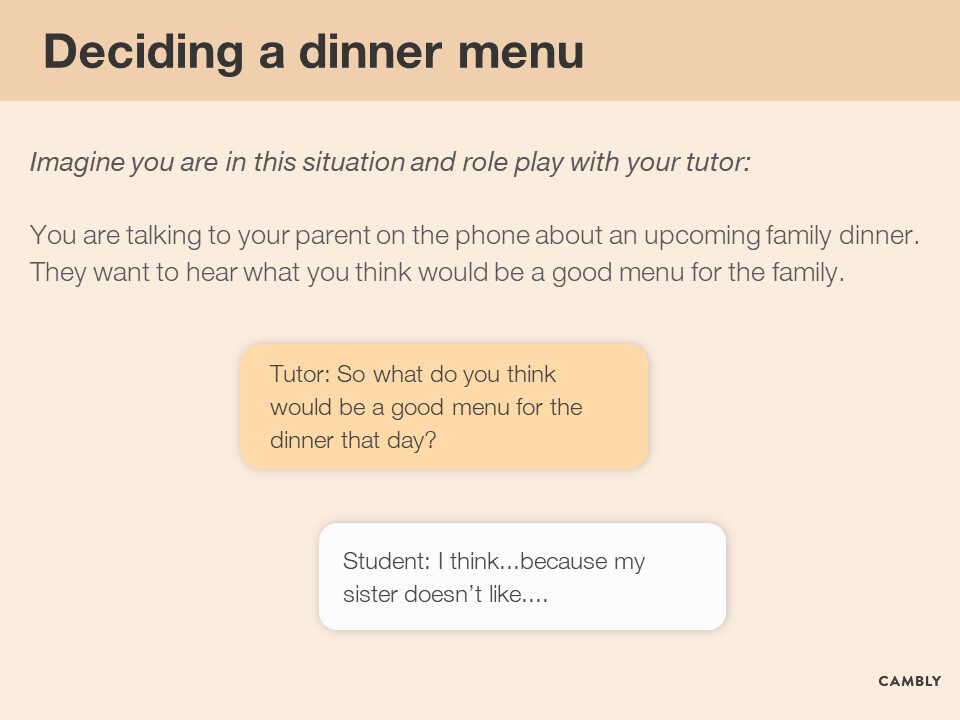 Deciding a dinner menu
Imagine you are in this situation and role play with your tutor:
You are talking to your parent on the phone about an upcoming family dinner.
They want to hear what you think would be a good menu for the family.
Tutor: So what do you think
would be a good menu for the
dinner that day?
Student: I think...because my
sister doesn’t like....
CAMBLY